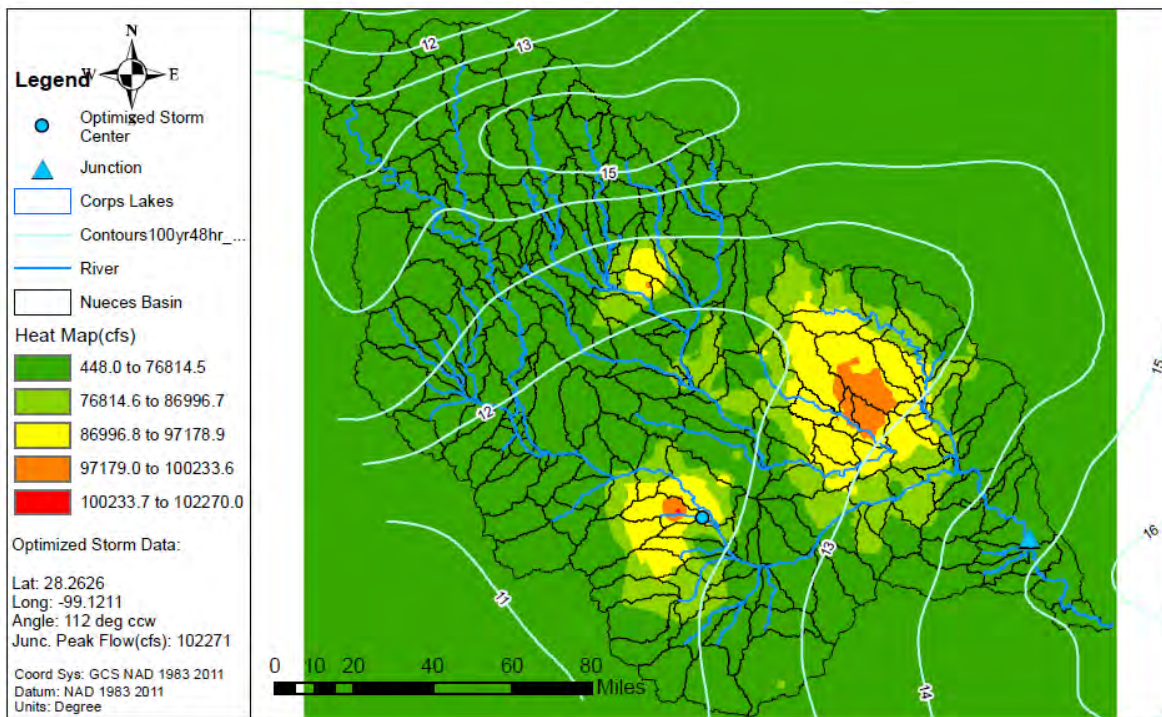 N
W
E
S
Legend
Optimized Storm
Center
Junction
Corps Lakes
Contours100yr48hr_...
River
Nueces Basin
Heat Map(cfs)
448.0 to 76814.5
76814.6 to 86996.7
86996.8 to 97178.9
97179.0 to 100233.6
100233.7 to 102270.0
Optimized Storm Data:
Lat: 28.2626
Long: -99.1211
Angle: 112 deg ccw
Junc. Peak Flow(cfs): 102271
Coord Sys: GCS NAD 1983 2011
Datum: NAD 1983 2011
Units: Degree
12
13
15
15
12
16
13
11
14
0 10 20 40 60 80
Miles